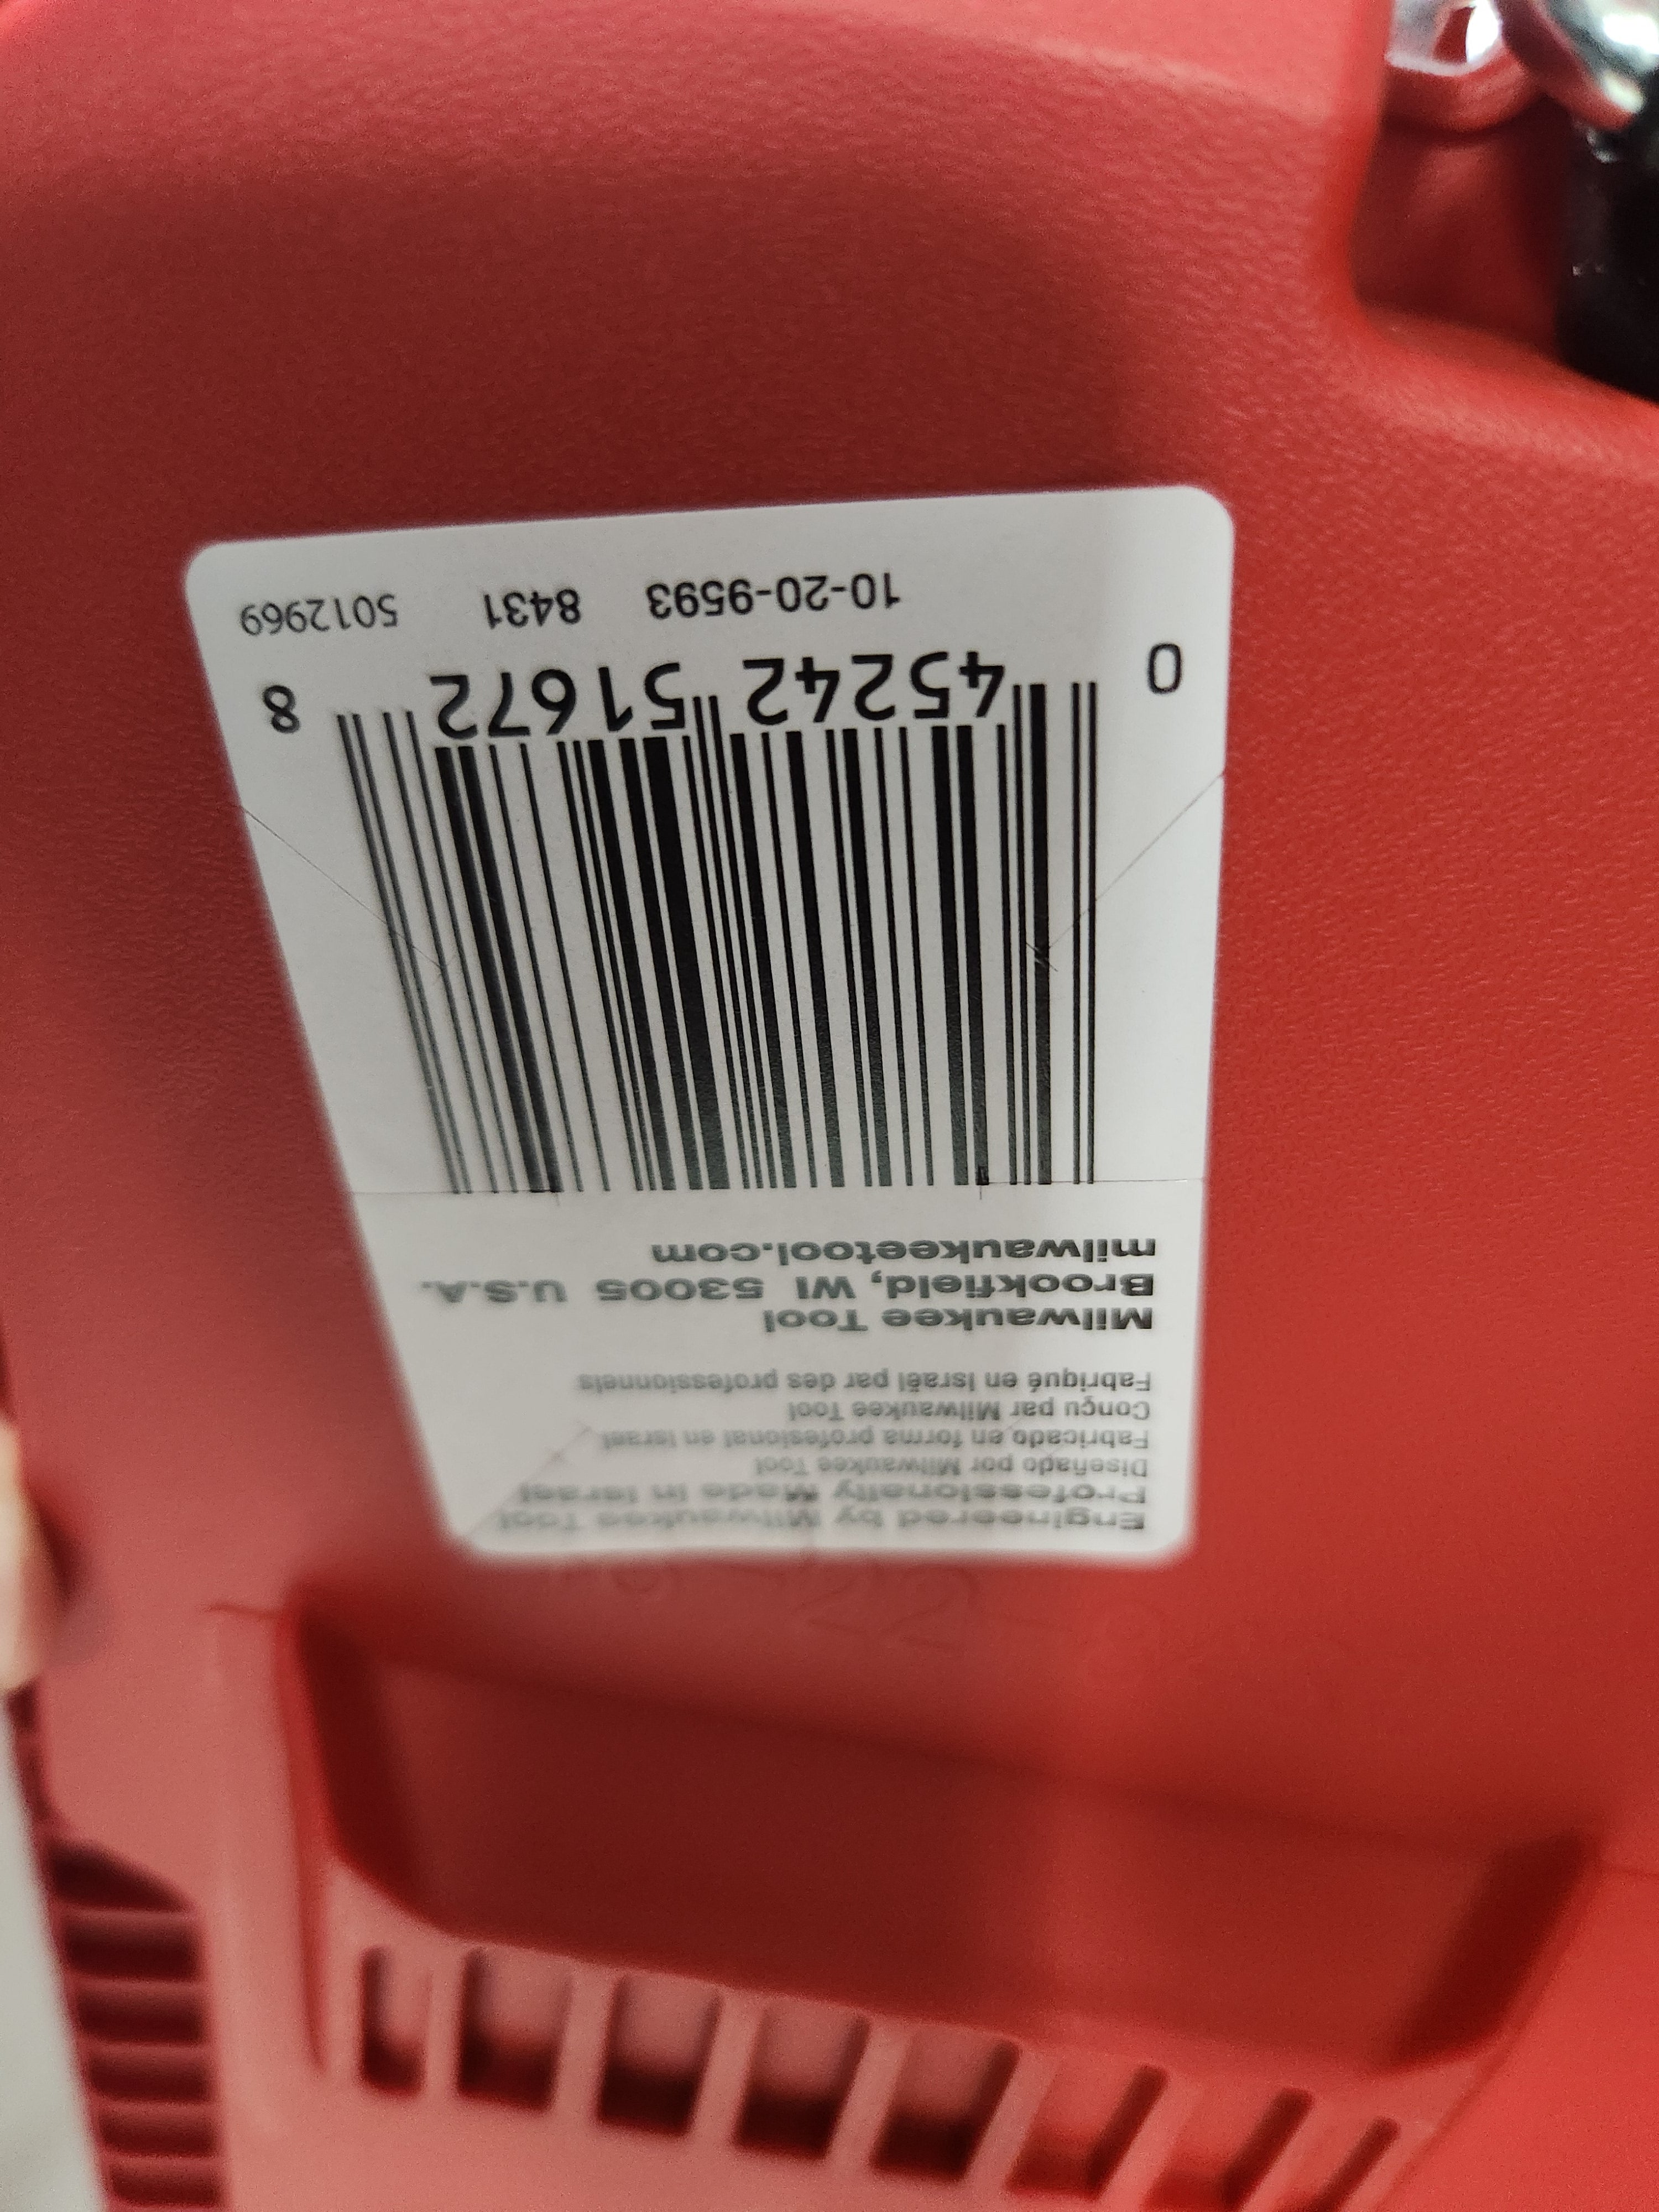 Engineered by Milwaukee Tool
Professionally Made in Israel
Diseñado por Milwaukee Tool
Fabricado en forma profesional en Israel
Conçu par Milwaukee Tool
Fabriqué en Israël par des professionnels
Milwaukee Tool
Brookfield, WI 53005 U.S.A.
milwaukeetool.com
0 45242 51672 8
10-20-9593 8431 5012969